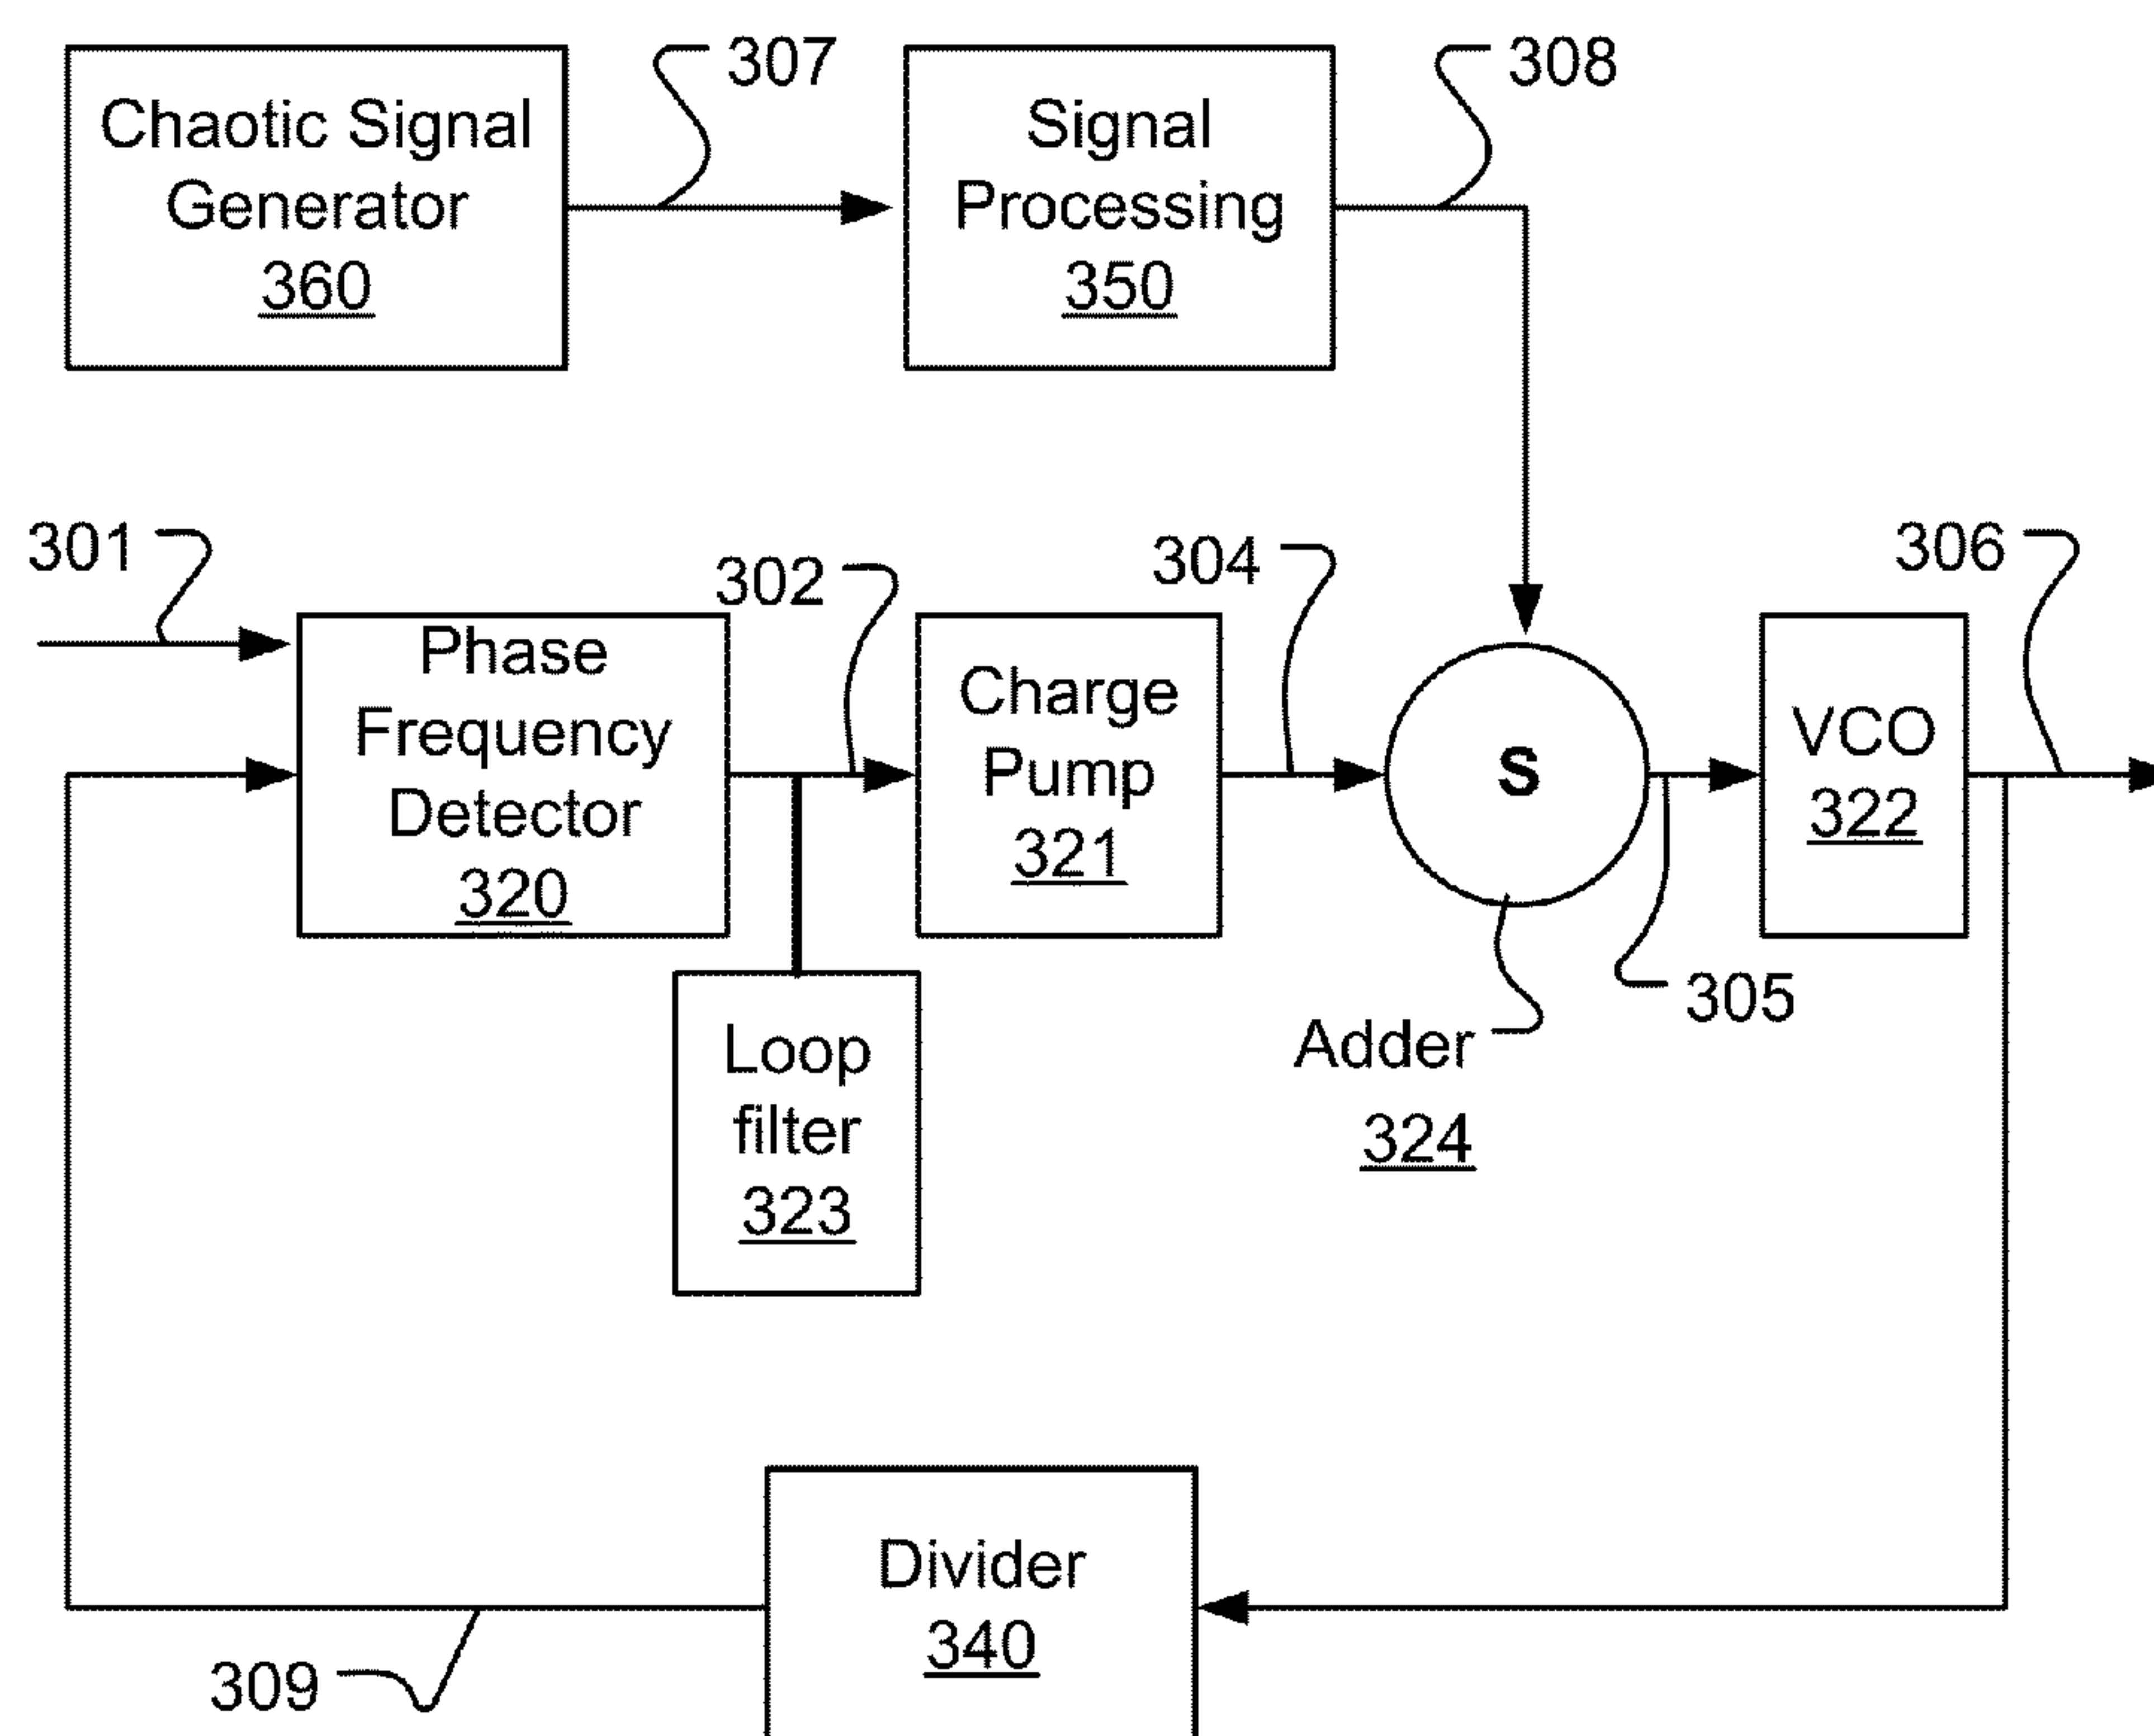 Chaotic Signal
Generator
360
307
Signal
Processing
350
308
301
Phase
Frequency
Detector
320
302
Charge
Pump
321
304
S
Adder
324
305
VCO
322
306
Loop
filter
323
Divider
340
309